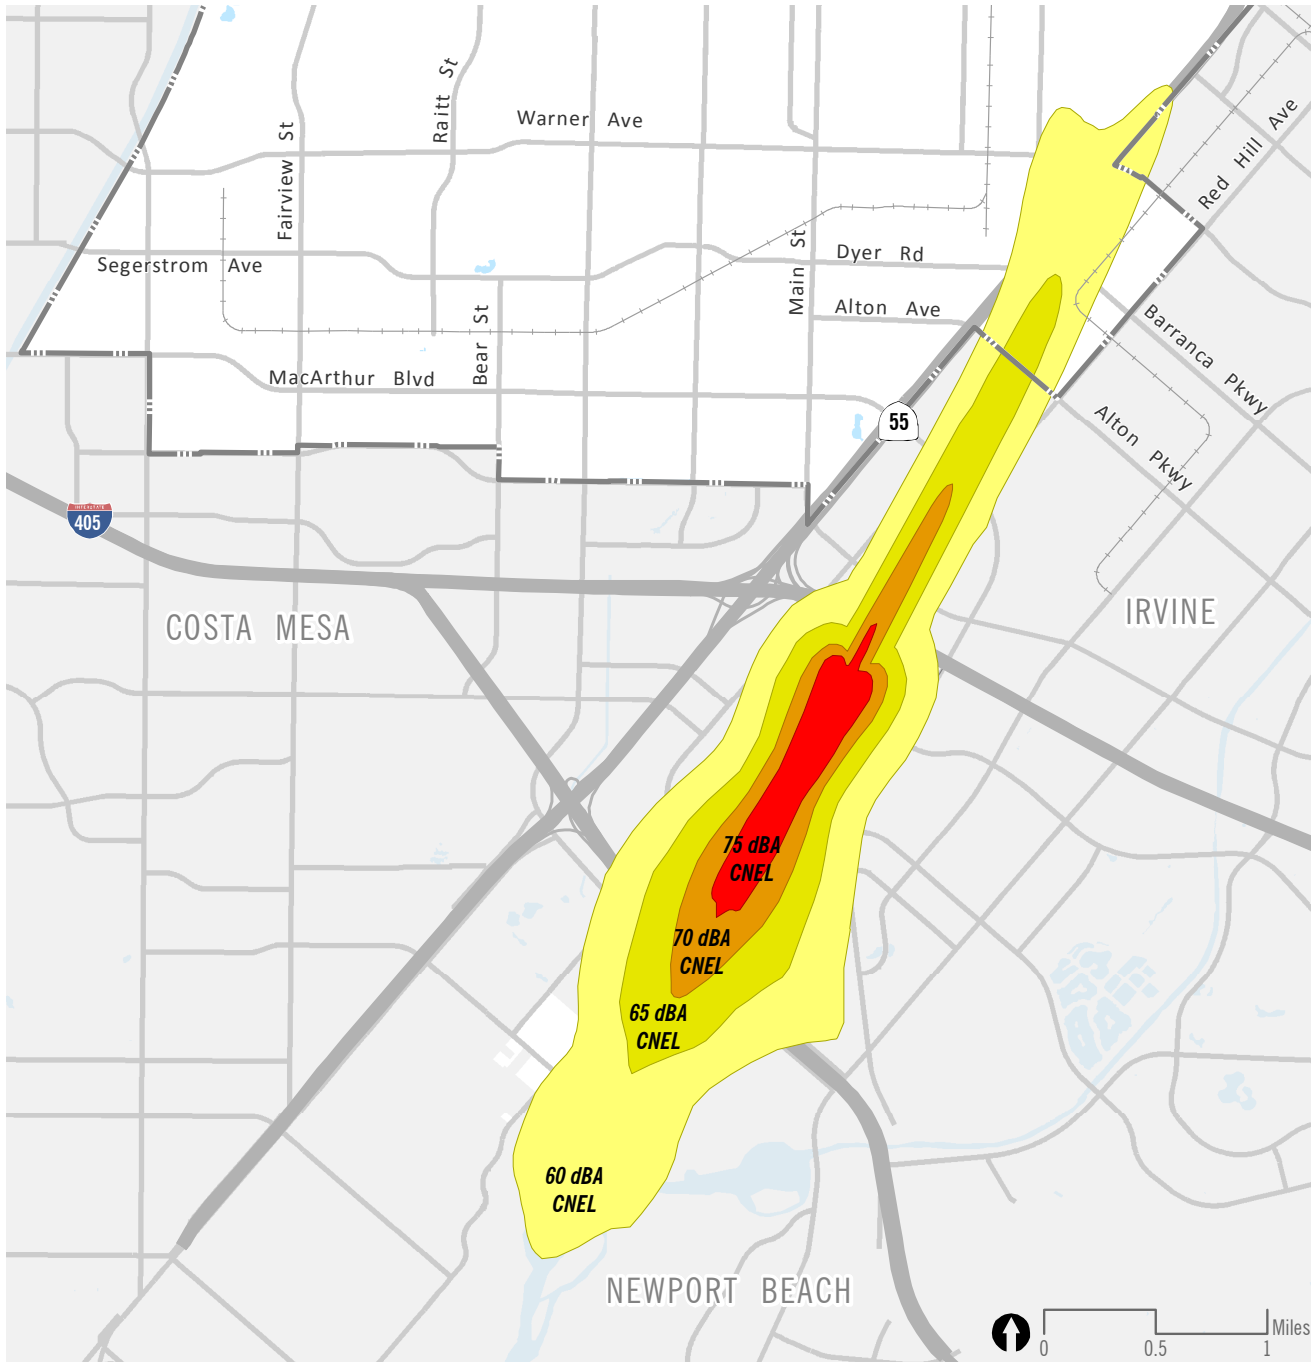 Warner Ave
Raitt St
Fairview St
Red Hill Ave
Segerstrom Ave
Main St
Dyer Rd
Alton Ave
Bear St
Barranca Pkwy
MacArthur Blvd
55
Alton Pkwy
INTERSTATE
405
COSTA MESA
IRVINE
75 dBA
CNEL
70 dBA
CNEL
65 dBA
CNEL
60 dBA
CNEL
NEWPORT BEACH
Miles
0
0.5
1